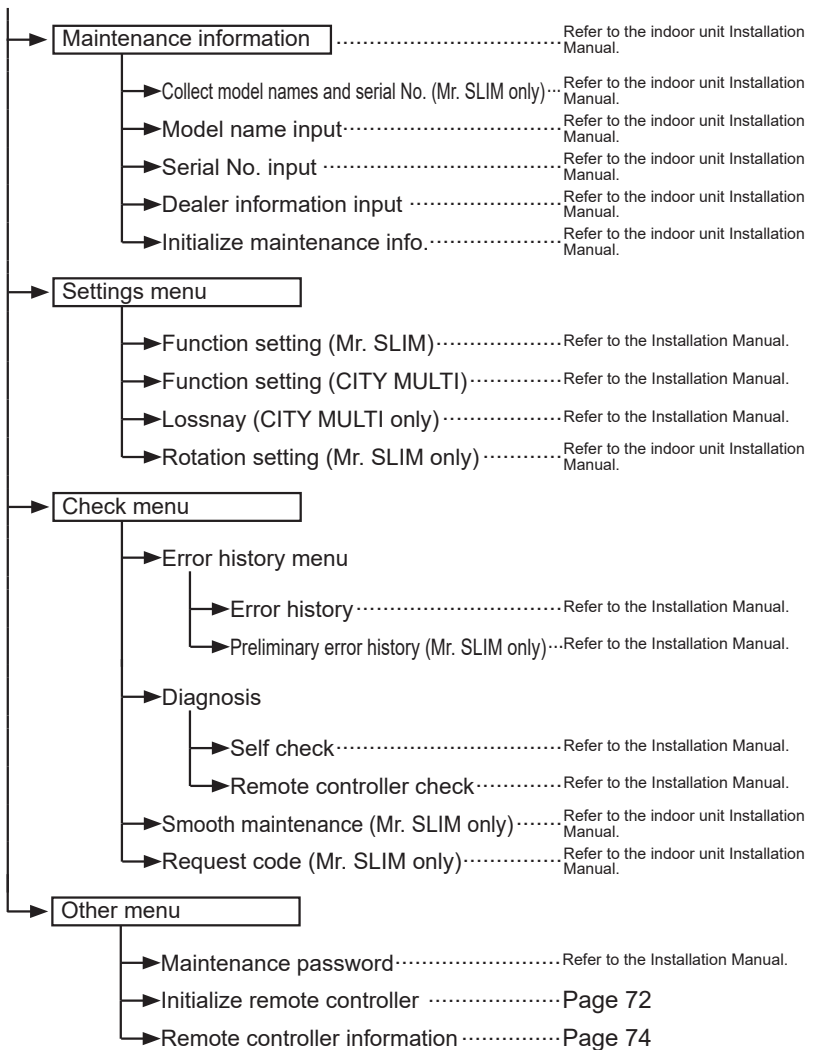 Maintenance information ............................ Refer to the indoor unit Installation
Manual.
Collect model names and serial No. (Mr. SLIM only) ... Refer to the indoor unit Installation
Manual.
Model name input ............................ Refer to the indoor unit Installation
Manual.
Serial No. input .............................. Refer to the indoor unit Installation
Manual.
Dealer information input ................... Refer to the indoor unit Installation
Manual.
Initialize maintenance info. ................. Refer to the indoor unit Installation
Manual.
Settings menu
Function setting (Mr. SLIM) .................. Refer to the Installation Manual.
Function setting (CITY MULTI) ............. Refer to the Installation Manual.
Lossnay (CITY MULTI only) ................ Refer to the Installation Manual.
Rotation setting (Mr. SLIM only) ............ Refer to the indoor unit Installation
Manual.
Check menu
Error history menu
Error history ........................... Refer to the Installation Manual.
Preliminary error history (Mr. SLIM only) ... Refer to the Installation Manual.
Diagnosis
Self check ............................. Refer to the Installation Manual.
Remote controller check ............ Refer to the Installation Manual.
Smooth maintenance (Mr. SLIM only) ....... Refer to the indoor unit Installation
Manual.
Request code (Mr. SLIM only) .............. Refer to the indoor unit Installation
Manual.
Other menu
Maintenance password ........................ Refer to the Installation Manual.
Initialize remote controller ................... Page 72
Remote controller information .............. Page 74